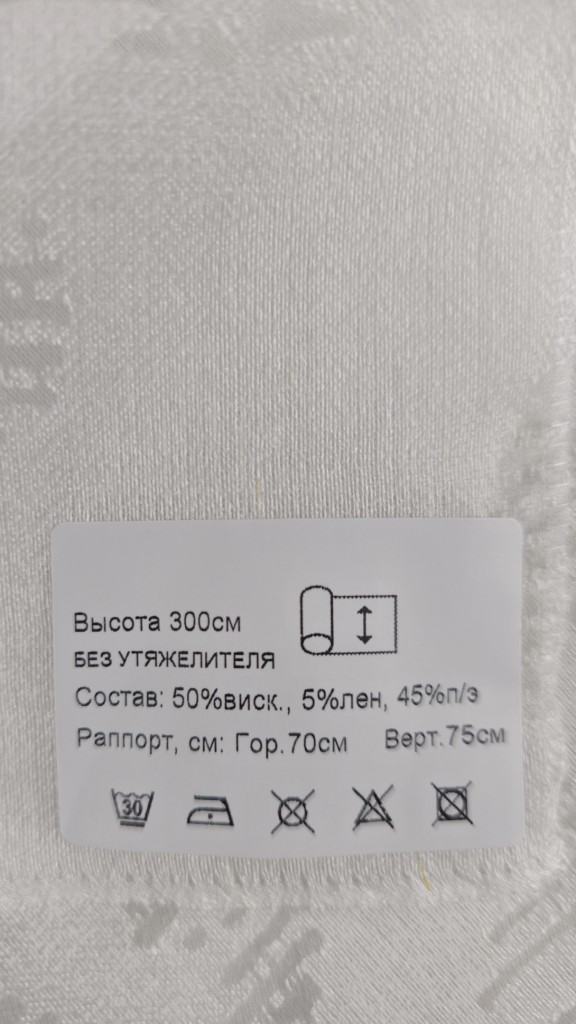 Высота 300см
БЕЗ УТЯЖЕЛИТЕЛЯ
Состав: 50%виск., 5%лен, 45%п/э
Раппорт, см: Гор.70см Верт.75см
30